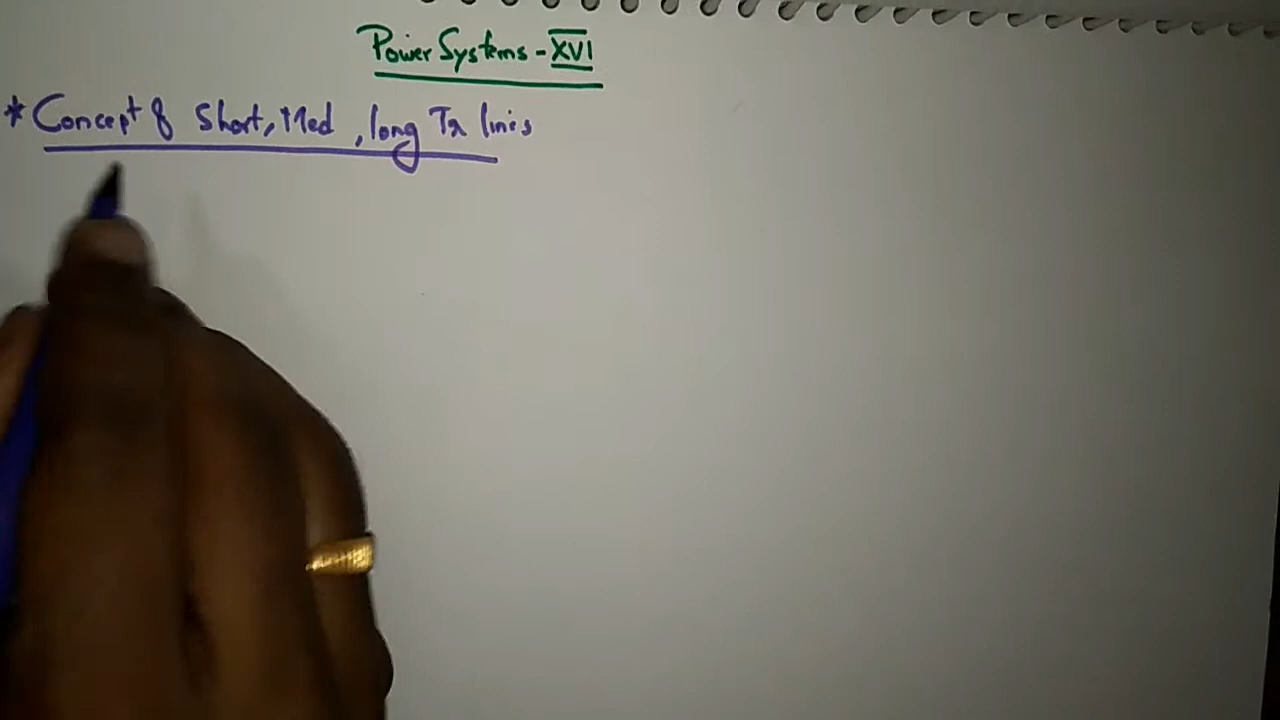 Power Systems - XVI
* Concept of Short, Med, long Tx lines